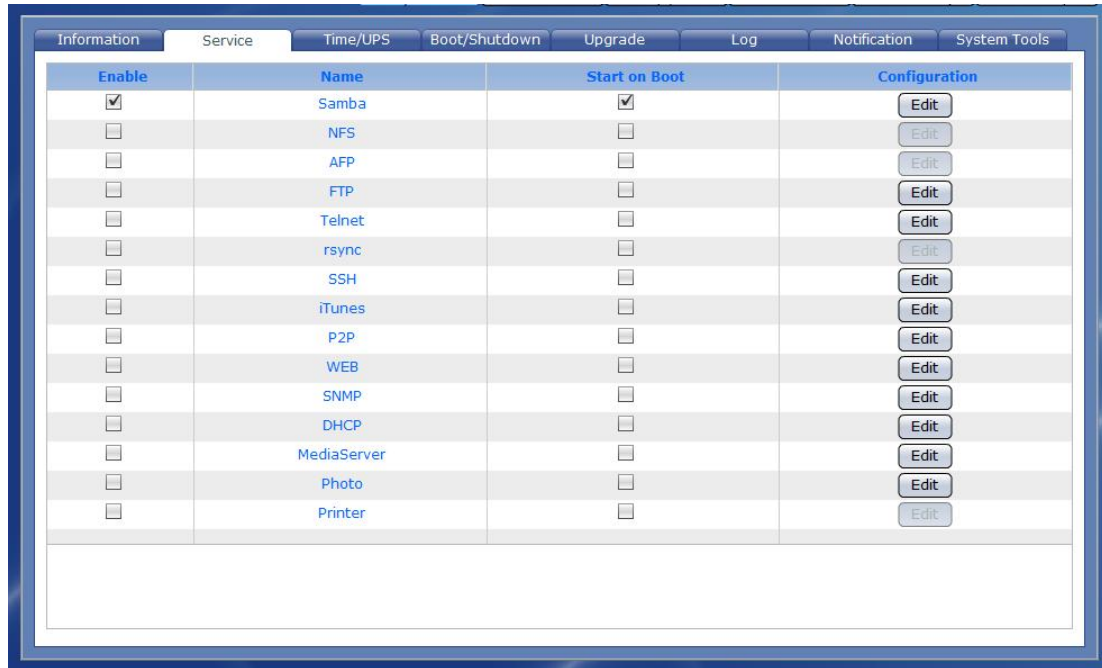 Information Service Time/UPS Boot/Shutdown Upgrade Log Notification System Tools
Enable Name Start on Boot Configuration
Samba Edit
NFS Edit
AFP Edit
FTP Edit
Telnet Edit
rsync Edit
SSH Edit
iTunes Edit
P2P Edit
WEB Edit
SNMP Edit
DHCP Edit
MediaServer Edit
Photo Edit
Printer Edit